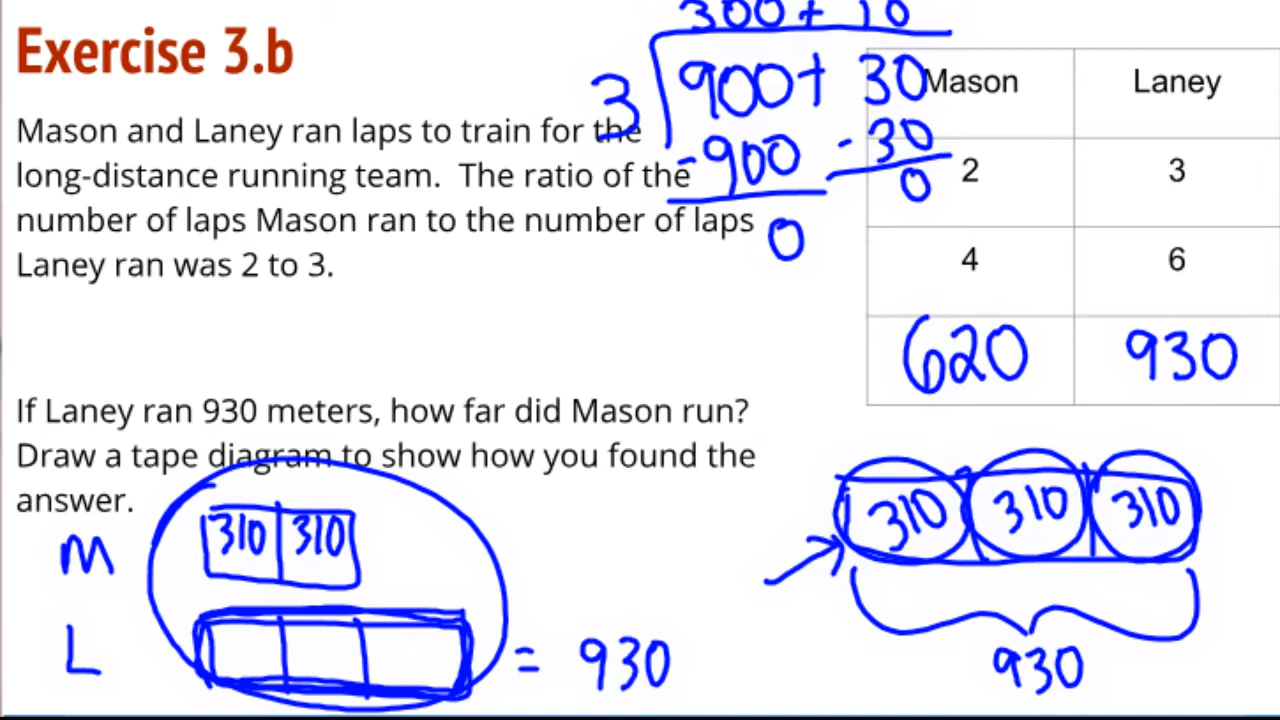 Exercise 3.b
Mason and Laney ran laps to train for the
long-distance running team. The ratio of the
number of laps Mason ran to the number of laps
Laney ran was 2 to 3.
If Laney ran 930 meters, how far did Mason run?
Draw a tape diagram to show how you found the
answer.
M 310 310
L = 930
300 + 10
3 900 + 30
-900 -30
0 0
Mason Laney
2 3
4 6
620 930
310 310 310
930